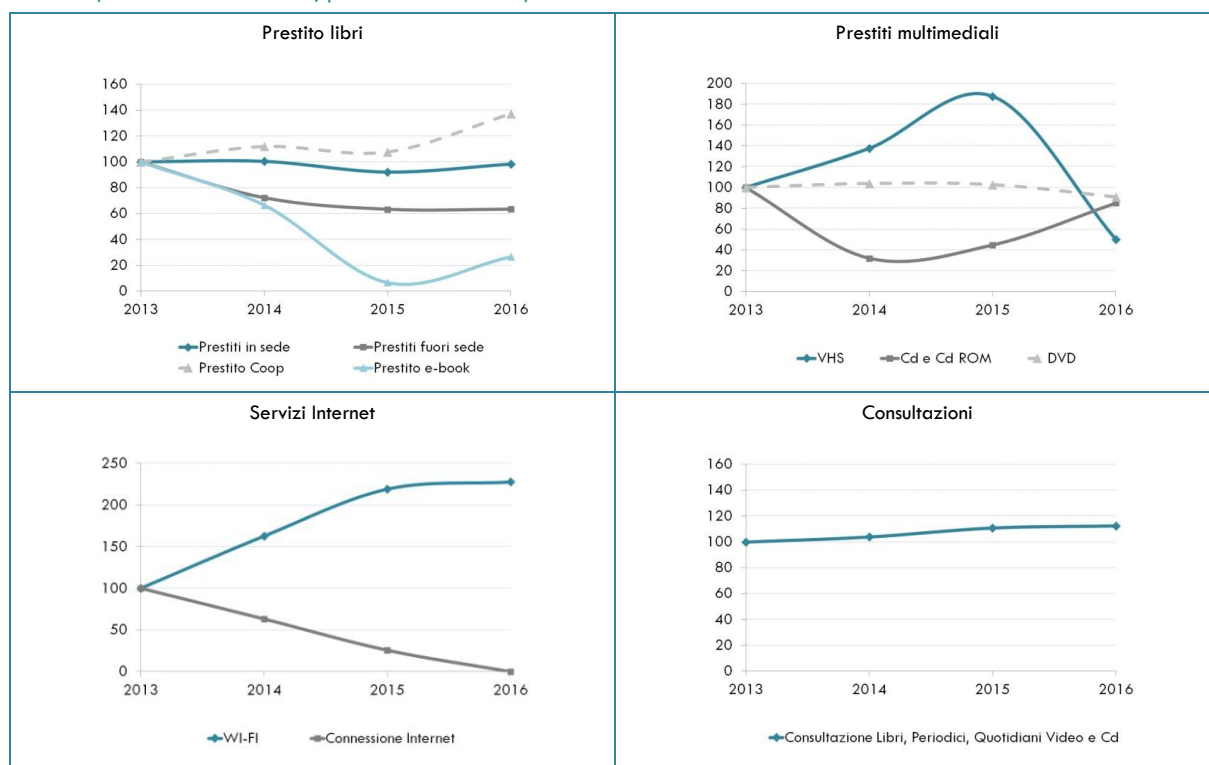 Prestito libri
160
140
120
100
80
60
40
20
0
2013 2014 2015 2016
Prestiti in sede Prestiti fuori sede
Prestito Coop Prestito e-book
Prestiti multimediali
200
180
160
140
120
100
80
60
40
20
0
2013 2014 2015 2016
VHS Cd e Cd ROM DVD
Servizi Internet
250
200
150
100
50
0
2013 2014 2015 2016
WI-FI Connessione Internet
Consultazioni
160
140
120
100
80
60
40
20
0
2013 2014 2015 2016
Consultazione Libri, Periodici, Quotidiani Video e Cd